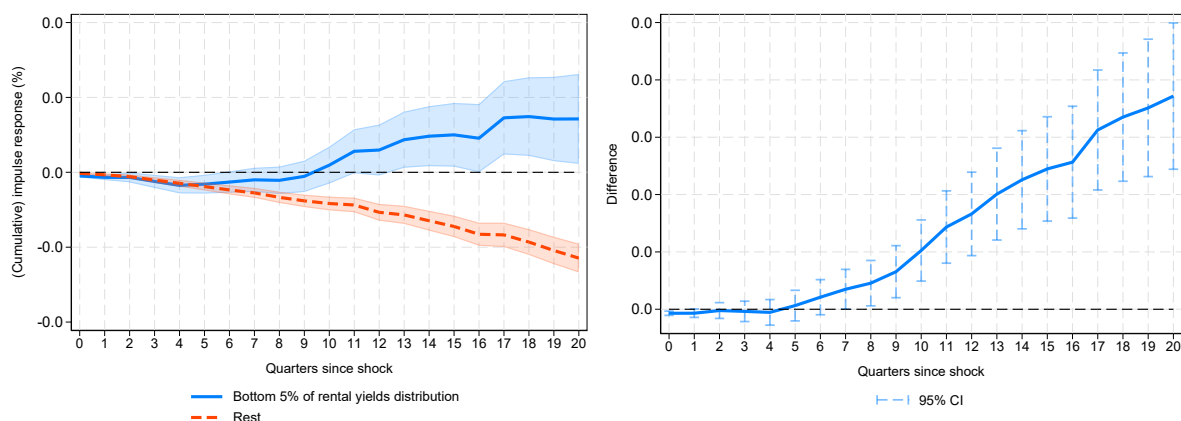 (Cumulative) impulse response (%)
0.0
0.0
0.0
-0.0
-0.0
0 1 2 3 4 5 6 7 8 9 10 11 12 13 14 15 16 17 18 19 20
Quarters since shock
Bottom 5% of rental yields distribution
Rest
Difference
0.0
0.0
0.0
0.0
0.0
0.0
0 1 2 3 4 5 6 7 8 9 10 11 12 13 14 15 16 17 18 19 20
Quarters since shock
95% CI